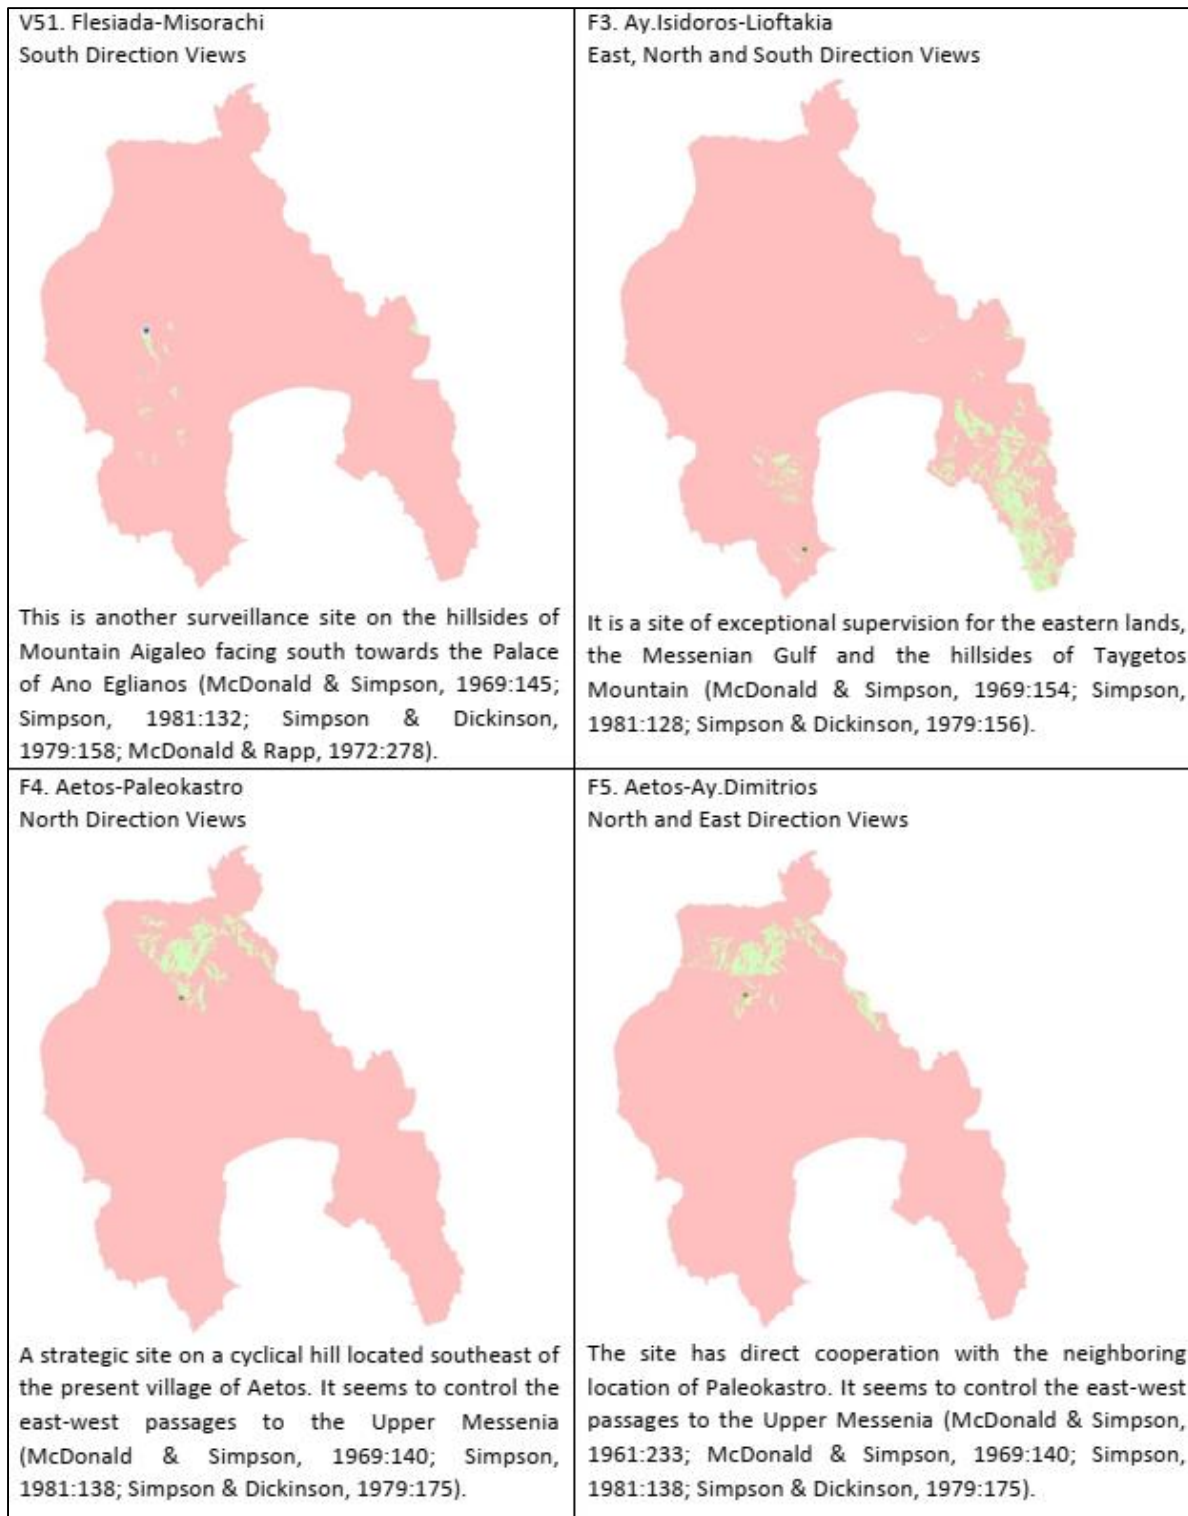 V51. Flesiada-Misorachi
South Direction Views
This is another surveillance site on the hillsides of
Mountain Aigaleo facing south towards the Palace
of Ano Eglianos (McDonald & Simpson, 1969:145;
Simpson, 1981:132; Simpson & Dickinson,
1979:158; McDonald & Rapp, 1972:278).
F3. Ay.Isidoros-Lioftakia
East, North and South Direction Views
It is a site of exceptional supervision for the eastern lands,
the Messenian Gulf and the hillsides of Taygetos
Mountain (McDonald & Simpson, 1969:154; Simpson,
1981:128; Simpson & Dickinson, 1979:156).
F4. Aetos-Paleokastro
North Direction Views
A strategic site on a cyclical hill located southeast of
the present village of Aetos. It seems to control the
east-west passages to the Upper Messenia
(McDonald & Simpson, 1969:140; Simpson,
1981:138; Simpson & Dickinson, 1979:175).
F5. Aetos-Ay.Dimitrios
North and East Direction Views
The site has direct cooperation with the neighboring
location of Paleokastro. It seems to control the east-west
passages to the Upper Messenia (McDonald & Simpson,
1961:233; McDonald & Simpson, 1969:140; Simpson,
1981:138; Simpson & Dickinson, 1979:175).